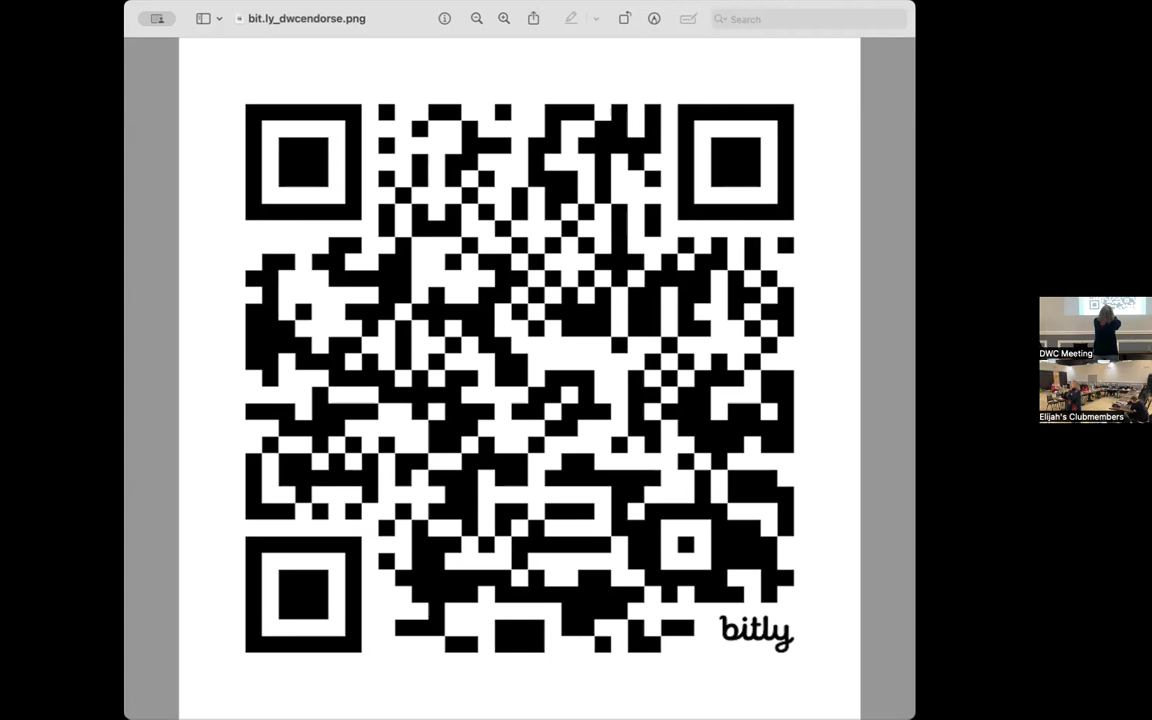 bit.ly_dwcendorse.png
Search
DWC Meeting
Elijah's Clubmembers
bitly